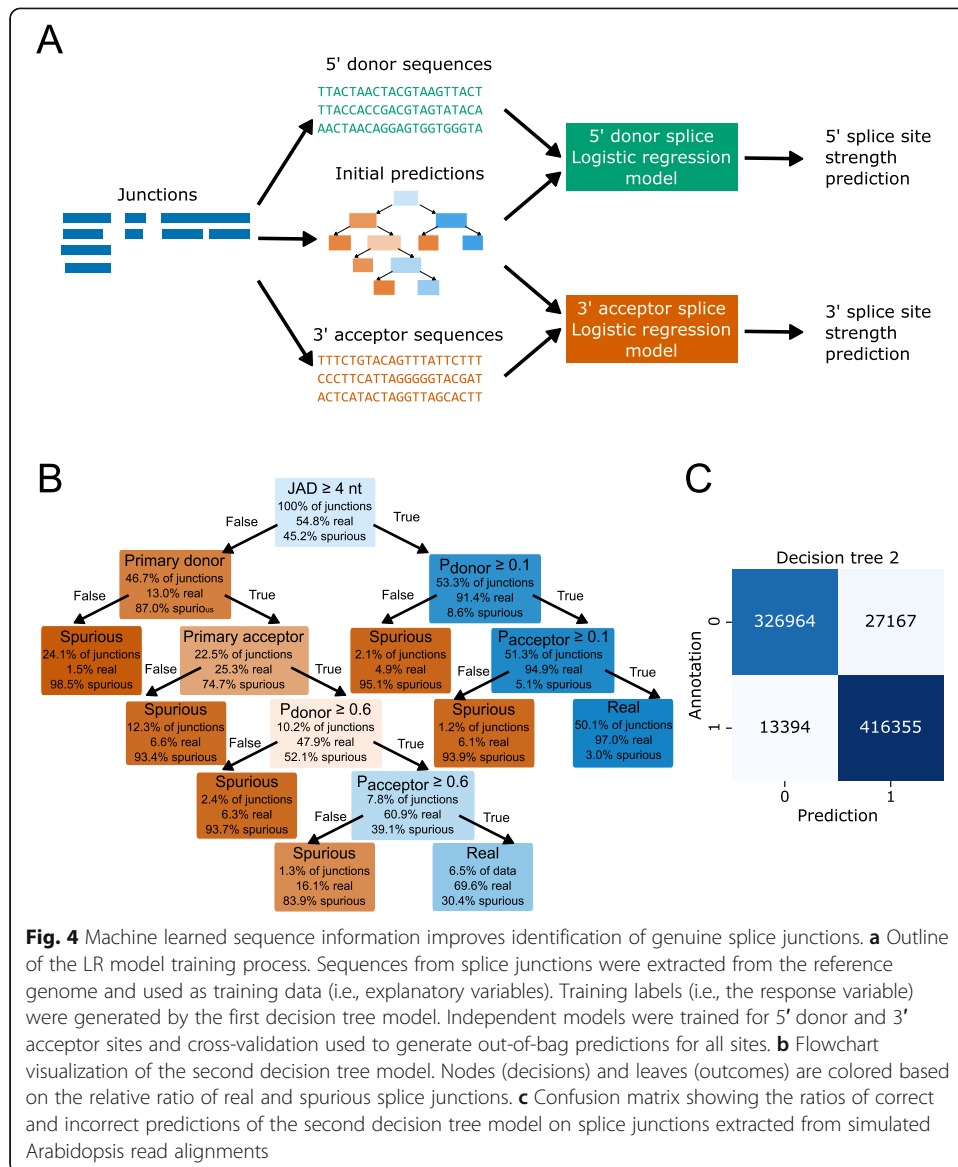 A
5' donor sequences
TTACTAACTACGTAAGTTACT
TTACCACCGACGTAGTATACA
AACTAACAGGAGTGGTGGGTA
Junctions
Initial predictions
3' acceptor sequences
TTTCTGTACAGTTTATTCTTT
CCCTTCATTAGGGGGTACGAT
ACTCATACTAGGTTAGCACTT
5' donor splice
Logistic regression
model
5' splice site
strength
prediction
3' acceptor splice
Logistic regression
model
3' splice site
strength
prediction
B
JAD ≥ 4 nt
100% of junctions
54.8% real
45.2% spurious
False
True
Primary donor
46.7% of junctions
13.0% real
87.0% spurious
Pdonor ≥ 0.1
53.3% of junctions
91.4% real
8.6% spurious
False
True
False
True
Spurious
24.1% of junctions
1.5% real
98.5% spurious
Primary acceptor
22.5% of junctions
25.3% real
74.7% spurious
Spurious
2.1% of junctions
4.9% real
95.1% spurious
Pacceptor ≥ 0.1
51.3% of junctions
94.9% real
5.1% spurious
False
True
False
True
Spurious
12.3% of junctions
6.6% real
93.4% spurious
Pdonor ≥ 0.6
10.2% of junctions
47.9% real
52.1% spurious
Spurious
1.2% of junctions
6.1% real
93.9% spurious
Real
50.1% of junctions
97.0% real
3.0% spurious
False
True
Spurious
2.4% of junctions
6.3% real
93.7% spurious
Pacceptor ≥ 0.6
7.8% of junctions
60.9% real
39.1% spurious
False
True
Spurious
1.3% of junctions
16.1% real
83.9% spurious
Real
6.5% of data
69.6% real
30.4% spurious
C
Decision tree 2
Annotation
0
326964
27167
1
13394
416355
0
1
Prediction
Fig. 4 Machine learned sequence information improves identification of genuine splice junctions. a Outline
of the LR model training process. Sequences from splice junctions were extracted from the reference
genome and used as training data (i.e., explanatory variables). Training labels (i.e., the response variable)
were generated by the first decision tree model. Independent models were trained for 5′ donor and 3′
acceptor sites and cross-validation used to generate out-of-bag predictions for all sites. b Flowchart
visualization of the second decision tree model. Nodes (decisions) and leaves (outcomes) are colored based
on the relative ratio of real and spurious splice junctions. c Confusion matrix showing the ratios of correct
and incorrect predictions of the second decision tree model on splice junctions extracted from simulated
Arabidopsis read alignments